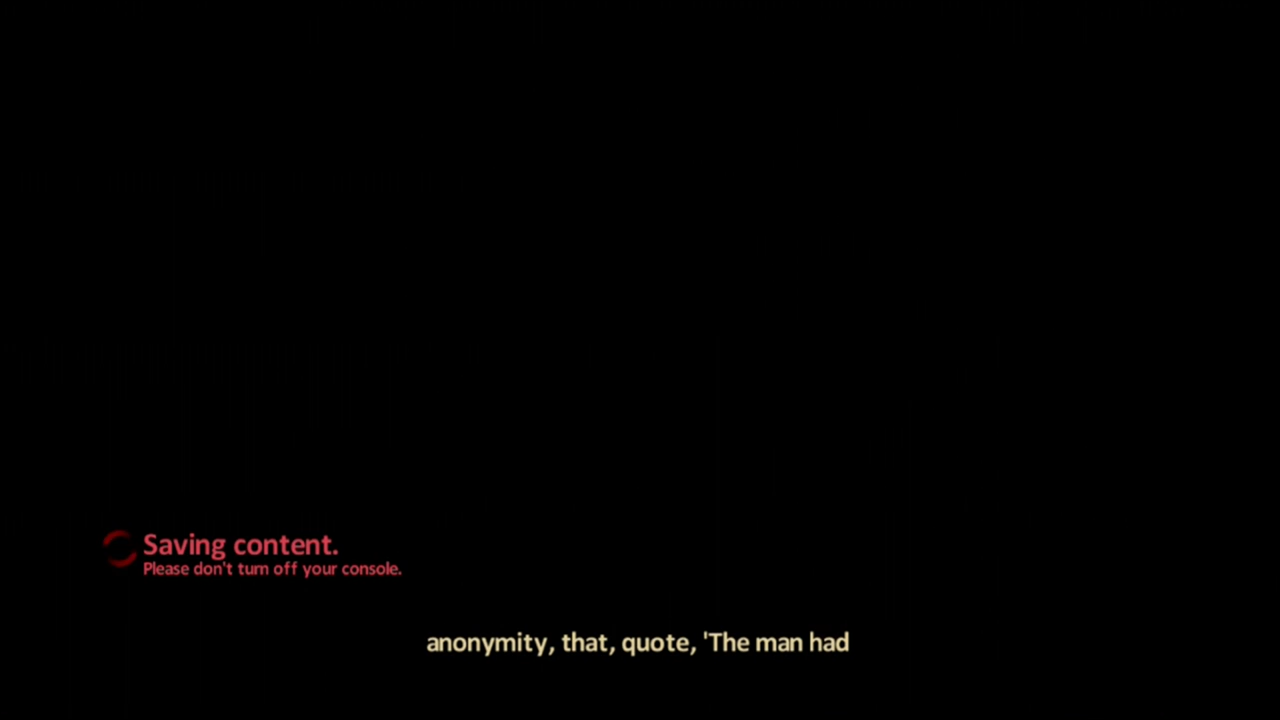 Saving content.
Please don't turn off your console.
anonymity, that, quote, 'The man had